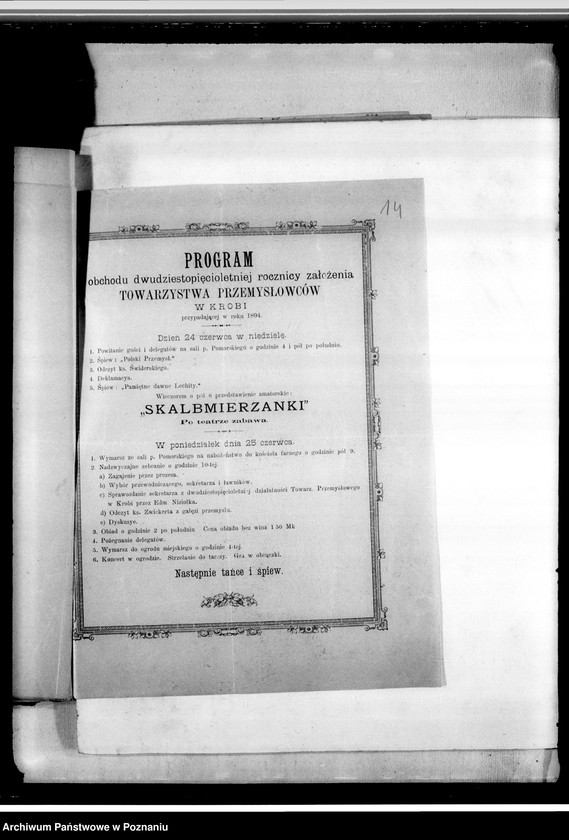 14
PROGRAM
obchodu dwudziestopięcioletniej rocznicy założenia
TOWARZYSTWA PRZEMYSŁOWCÓW
W KROBI
przypadającej w roku 1894.
Dzień 24 czerwca w niedzielę.
1. Powitanie gości i delegatów na sali p. Pomorskiego o godzinie 4 i pół po południu.
2. Śpiew: „Polski Przemysł."
3. Odczyt ks. Świderskiego.
4. Deklamacya.
5. Śpiew: „Pamiętne dawne Lechity."
Wieczorem o pół 8 przedstawienie amatorskie:
„SKALBMIERZANKI"
Po teatrze zabawa.
W poniedziałek dnia 25 czerwca.
1. Wymarsz ze sali p. Pomorskiego na nabożeństwo do kościoła farnego o godzinie pół 9.
2. Nadzwyczajne zebranie o godzinie 10-tej.
a) Zagajenie przez prezesa.
b) Wybór przewodniczącego, sekretarza i ławników.
c) Sprawozdanie sekretarza z dwudziestopięcioletniej działalności Towarz. Przemysłowego
w Krobi przez Edw. Niziołka.
d) Odczyt ks. Zwickerta z gałęzi przemysłu.
e) Dyskusye.
3. Obiad o godzinie 2 po południu Cena obiadu bez wina 1 50 Mk
4. Pożegnanie delegatów.
5. Wymarsz do ogrodu miejskiego o godzinie 4-tej.
6. Koncert w ogrodzie. Strzelanie do tarczy. Gra w obrączki.
Następnie tańce i śpiew.
Archiwum Państwowe w Poznaniu